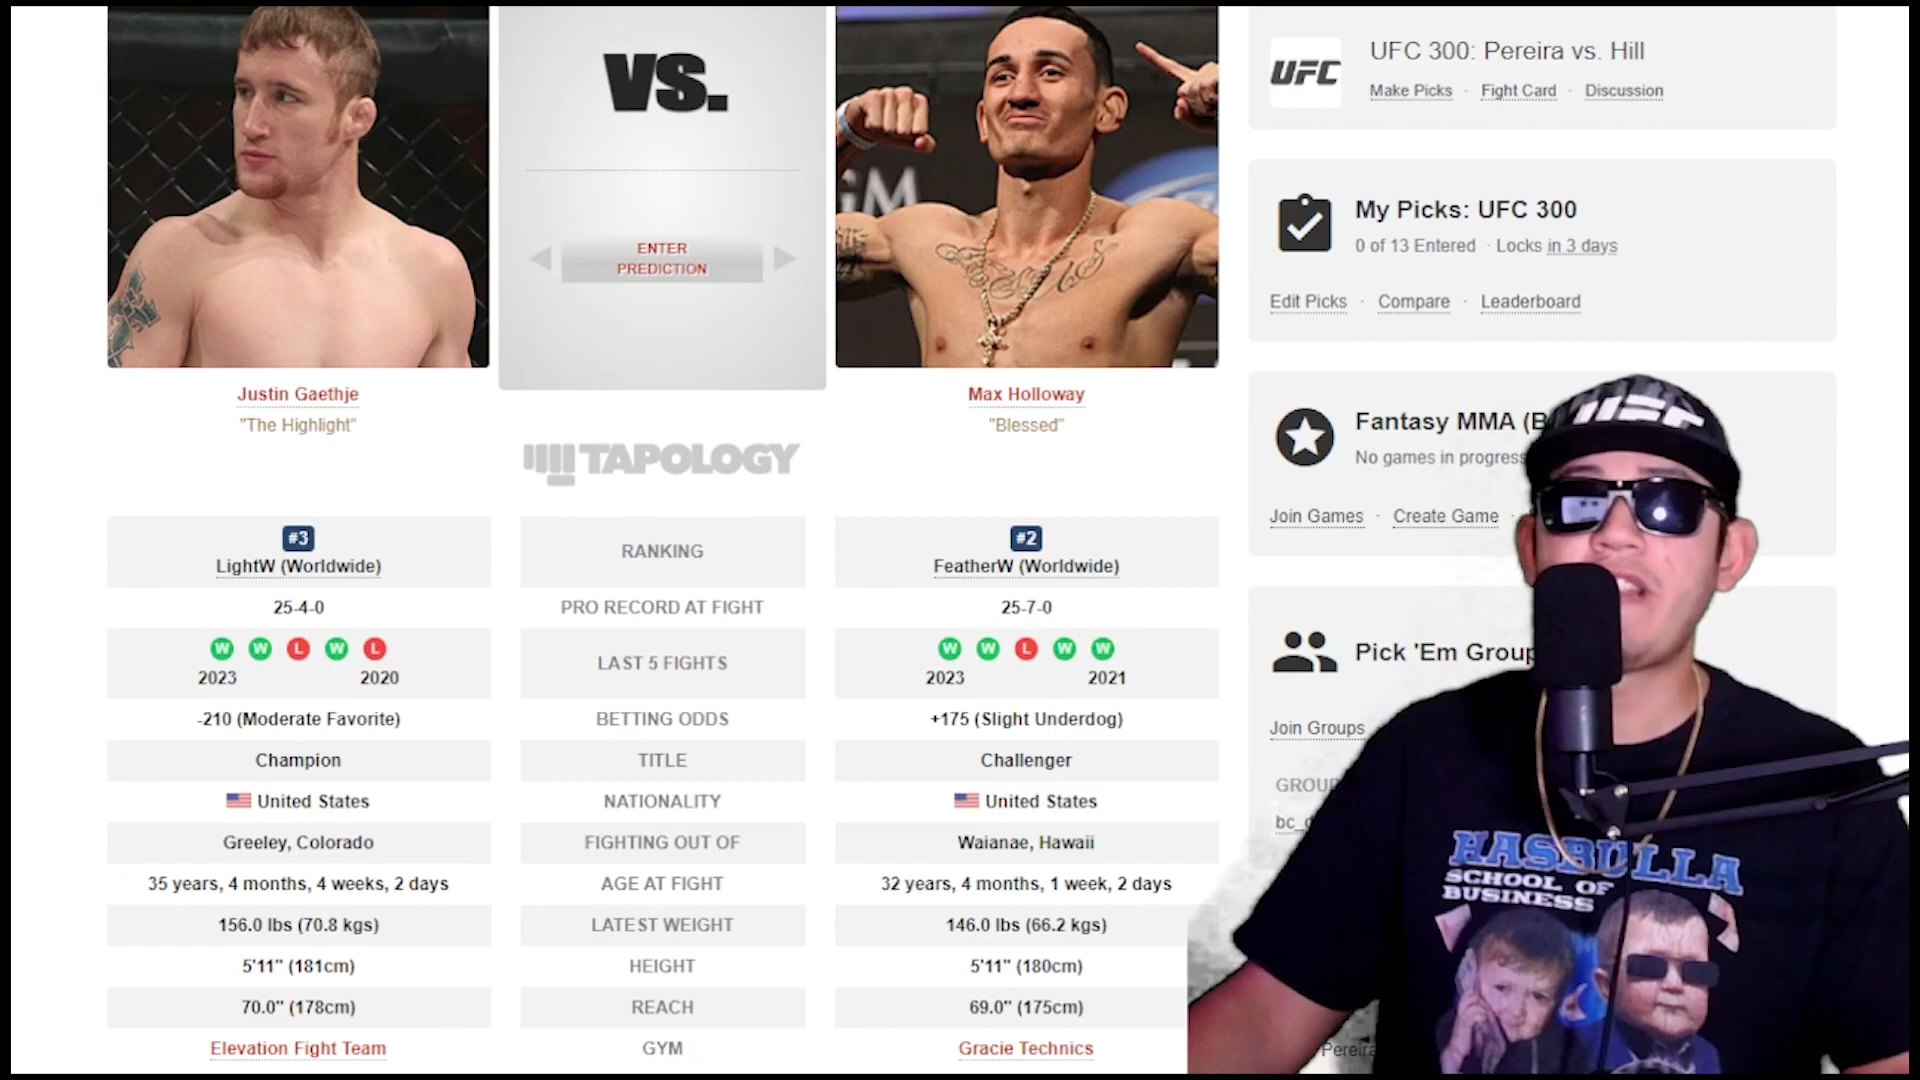 VS.
ENTER
PREDICTION
GM
Justin Gaethje
"The Highlight"
Max Holloway
"Blessed"
TAPOLOGY
#3
LightW (Worldwide)
RANKING
#2
FeatherW (Worldwide)
25-4-0
PRO RECORD AT FIGHT
25-7-0
W W L W L
2023 2020
LAST 5 FIGHTS
W W L W W
2023 2021
-210 (Moderate Favorite)
BETTING ODDS
+175 (Slight Underdog)
Champion
TITLE
Challenger
United States
NATIONALITY
United States
Greeley, Colorado
FIGHTING OUT OF
Waianae, Hawaii
35 years, 4 months, 4 weeks, 2 days
AGE AT FIGHT
32 years, 4 months, 1 week, 2 days
156.0 lbs (70.8 kgs)
LATEST WEIGHT
146.0 lbs (66.2 kgs)
5'11" (181cm)
HEIGHT
5'11" (180cm)
70.0" (178cm)
REACH
69.0" (175cm)
Elevation Fight Team
GYM
Gracie Technics
UFC
UFC 300: Pereira vs. Hill
Make Picks · Fight Card · Discussion
My Picks: UFC 300
0 of 13 Entered · Locks in 3 days
Edit Picks · Compare · Leaderboard
Fantasy MMA (B
No games in progress
Join Games · Create Game ·
Pick 'Em Group
Join Groups
GROUP
bc_d
Pereira
UFC
HASBULLA
SCHOOL OF
BUSINESS